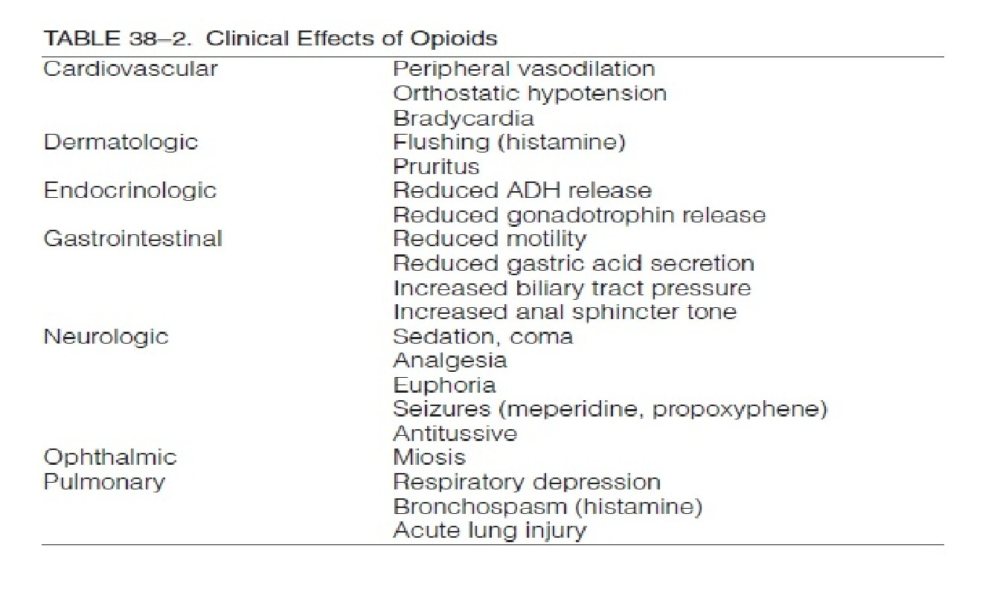 TABLE 38–2. Clinical Effects of Opioids
Cardiovascular Peripheral vasodilation
Orthostatic hypotension
Bradycardia
Dermatologic Flushing (histamine)
Pruritus
Endocrinologic Reduced ADH release
Reduced gonadotrophin release
Gastrointestinal Reduced motility
Reduced gastric acid secretion
Increased biliary tract pressure
Increased anal sphincter tone
Neurologic Sedation, coma
Analgesia
Euphoria
Seizures (meperidine, propoxyphene)
Antitussive
Ophthalmic Miosis
Pulmonary Respiratory depression
Bronchospasm (histamine)
Acute lung injury